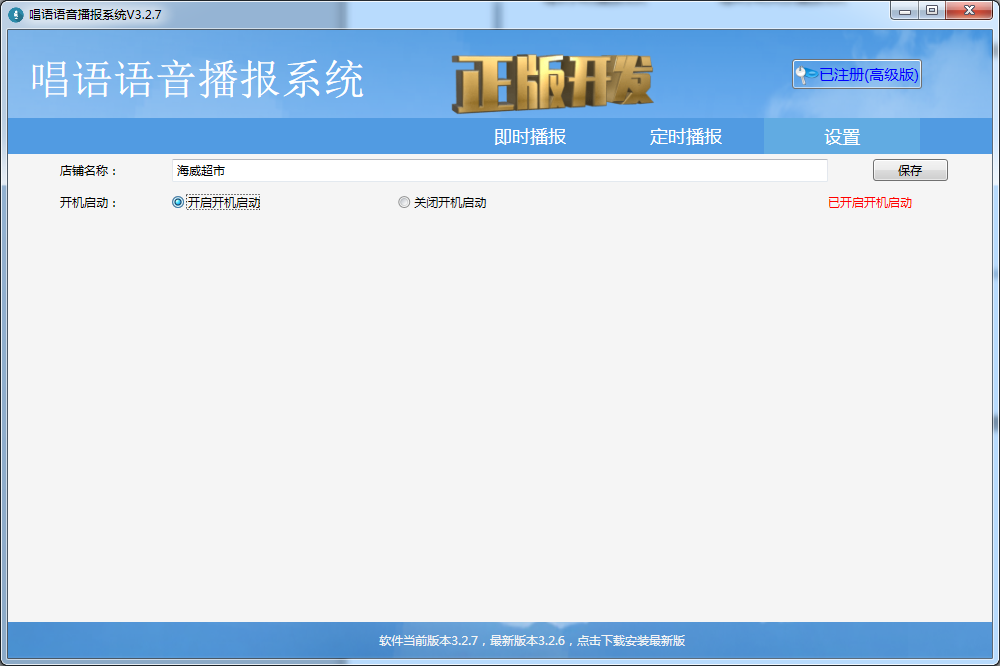 唱语语音播报系统V3.2.7
唱语语音播报系统
正版开发
已注册(高级版)
即时播报 定时播报 设置
店铺名称： 海威超市 保存
开机启动： 开启开机启动 关闭开机启动 已开启开机启动
软件当前版本3.2.7，最新版本3.2.6，点击下载安装最新版